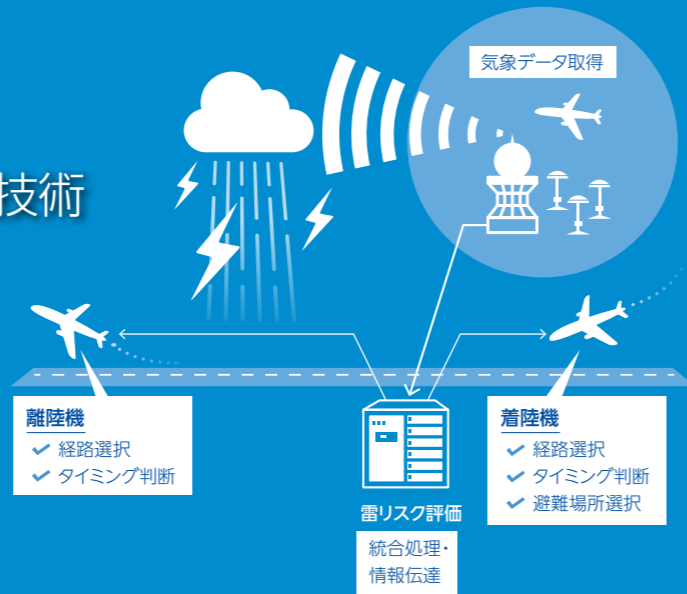 気象データ取得
技術
離陸機
経路選択
タイミング判断
着陸機
経路選択
タイミング判断
避難場所選択
雷リスク評価
統合処理・
情報伝達